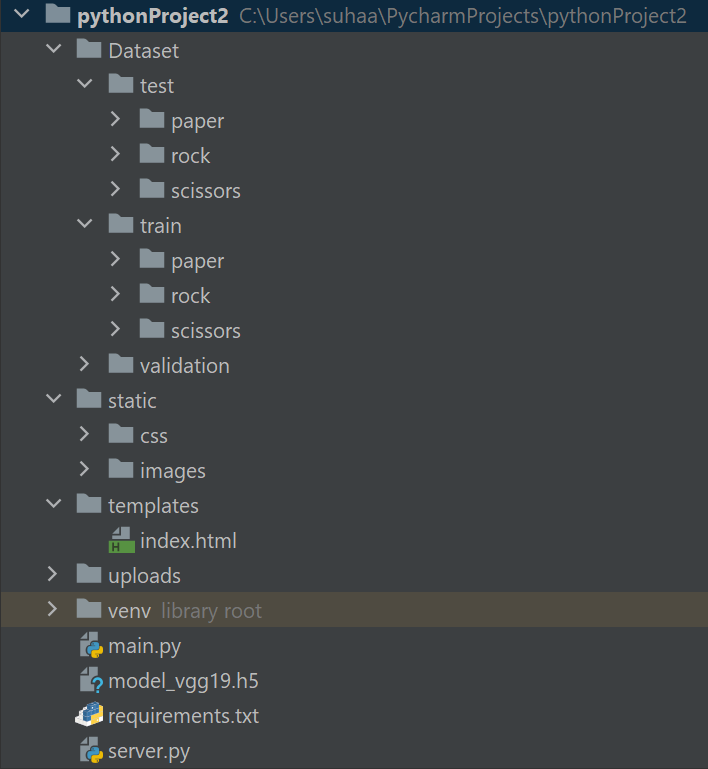 pythonProject2 C:\Users\suhaa\PycharmProjects\pythonProject2
Dataset
test
paper
rock
scissors
train
paper
rock
scissors
validation
static
css
images
templates
H index.html
uploads
venv library root
main.py
? model_vgg19.h5
requirements.txt
server.py